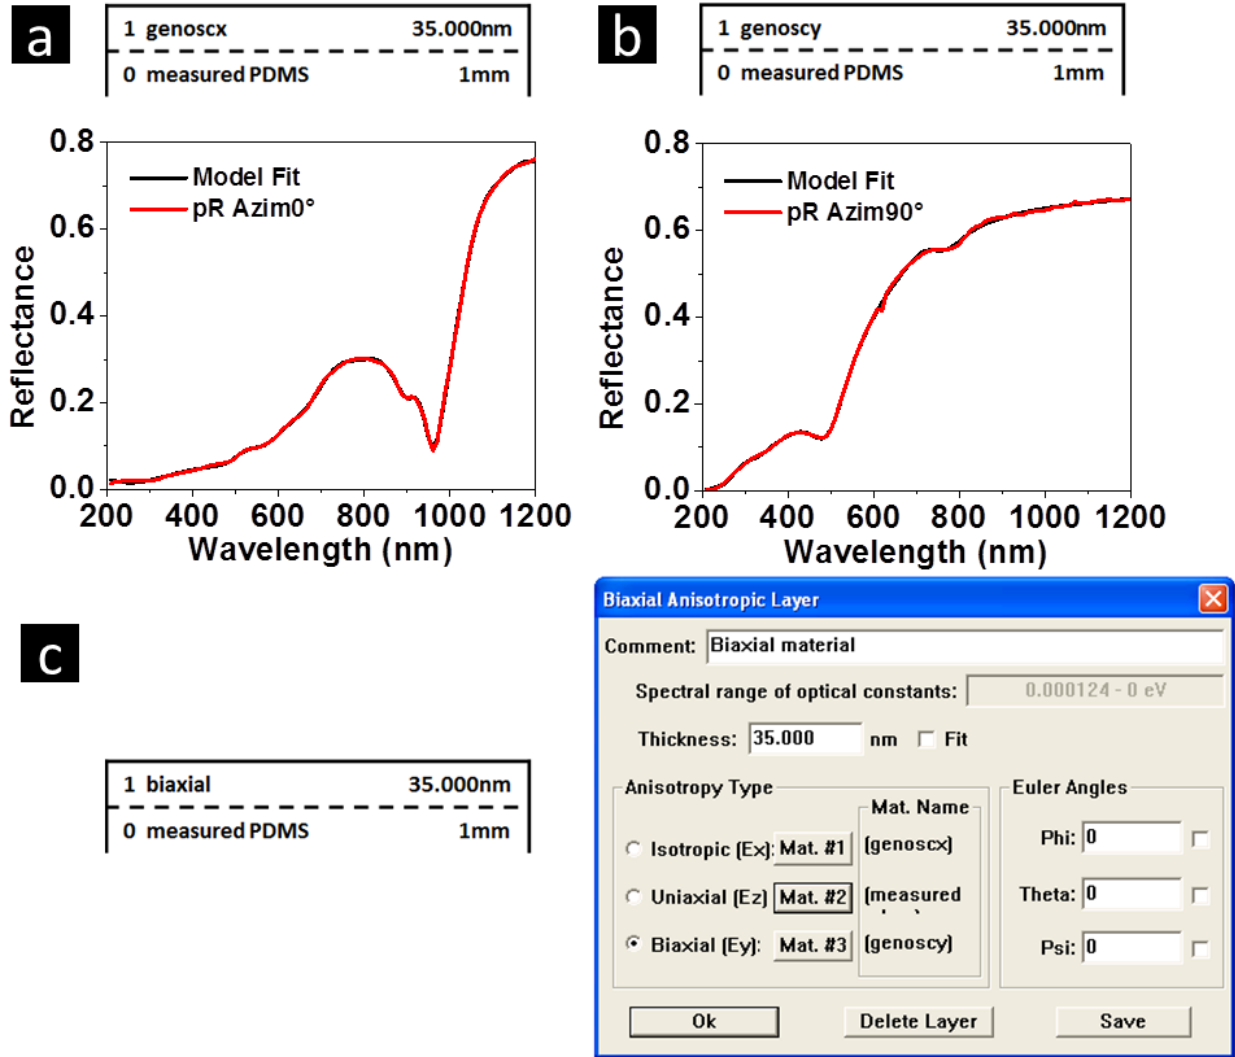 a
1 genoscx 35.000nm
0 measured PDMS 1mm
b
1 genoscy 35.000nm
0 measured PDMS 1mm
0.8
0.6
0.4
0.2
0.0
Reflectance
Model Fit
pR Azim0°
200 400 600 800 1000 1200
Wavelength (nm)
0.8
0.6
0.4
0.2
0.0
Reflectance
Model Fit
pR Azim90°
200 400 600 800 1000 1200
Wavelength (nm)
c
1 biaxial 35.000nm
0 measured PDMS 1mm
Biaxial Anisotropic Layer
Comment: Biaxial material
Spectral range of optical constants: 0.000124 - 0 eV
Thickness: 35.000 nm Fit
Anisotropy Type
Mat. Name
Isotropic (Ex): Mat. #1 (genoscx)
Uniaxial (Ez) Mat. #2 (measured
Biaxial (Ey): Mat. #3 (genoscy)
Euler Angles
Phi: 0
Theta: 0
Psi: 0
Ok Delete Layer Save